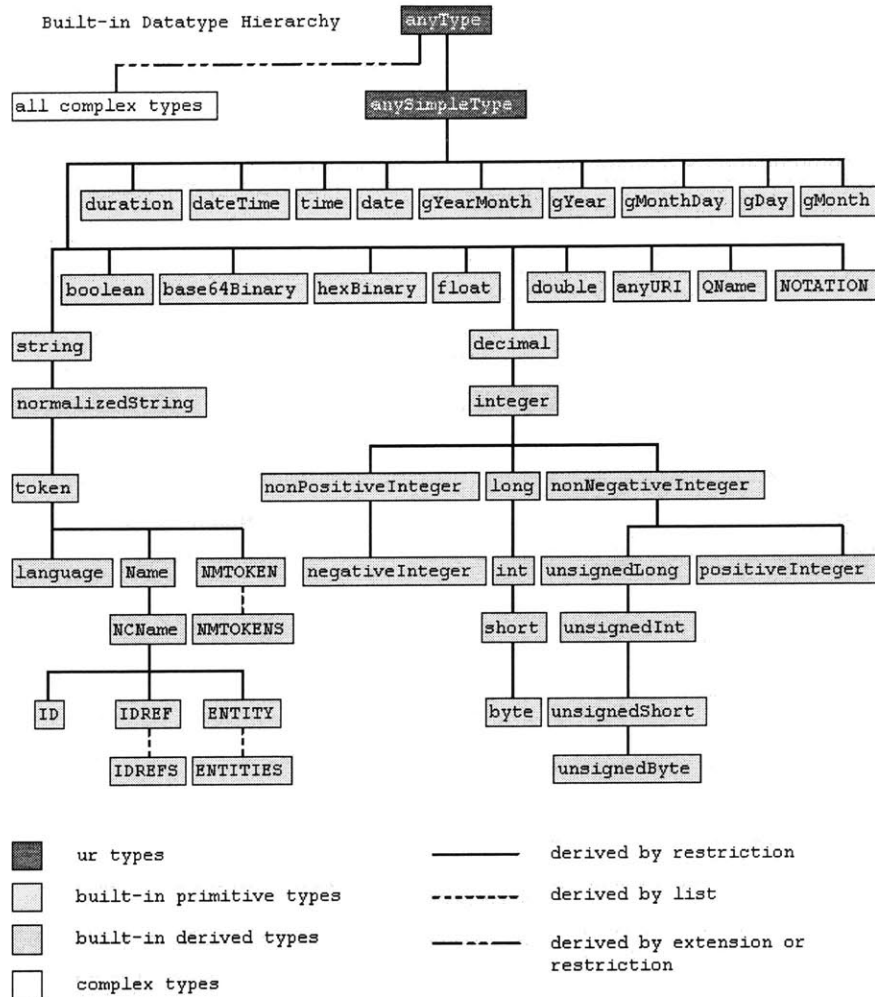 Built-in Datatype Hierarchy
anyType
all complex types
anySimpleType
duration dateTime time date gYearMonth gYear gMonthDay gDay gMonth
boolean base64Binary hexBinary float double anyURI QName NOTATION
string decimal
normalizedString integer
token nonPositiveInteger long nonNegativeInteger
language Name NMTOKEN negativeInteger int unsignedLong positiveInteger
NCName NMTOKENS short unsignedInt
ID IDREF ENTITY byte unsignedShort
IDREFS ENTITIES unsignedByte
ur types derived by restriction
built-in primitive types derived by list
built-in derived types derived by extension or
restriction
complex types